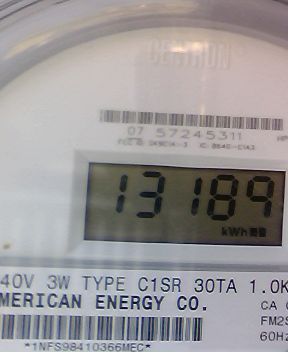 CENTRON
07 57245311
13189
kWh
40V 3W TYPE C1SR 30TA 1.0K
MERICAN ENERGY CO. CA
FM2S
60HZ
*1NFS98410366MEC*